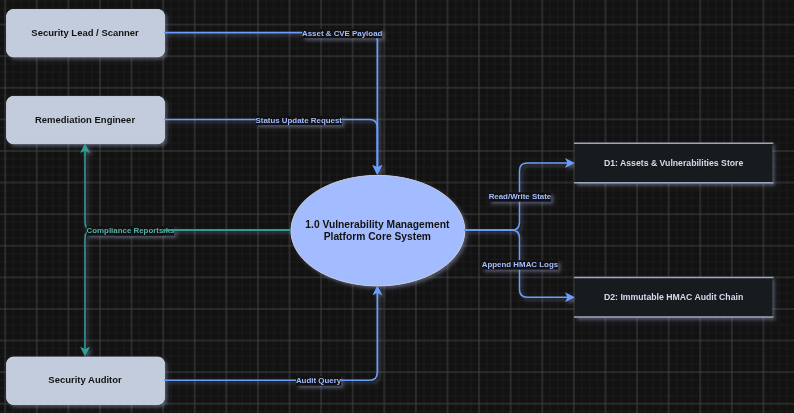 Security Lead / Scanner
Asset & CVE Payload
Remediation Engineer
Status Update Request
D1: Assets & Vulnerabilities Store
Read/Write State
1.0 Vulnerability Management
Platform Core System
Compliance Reports
Append HMAC Logs
D2: Immutable HMAC Audit Chain
Security Auditor
Audit Query